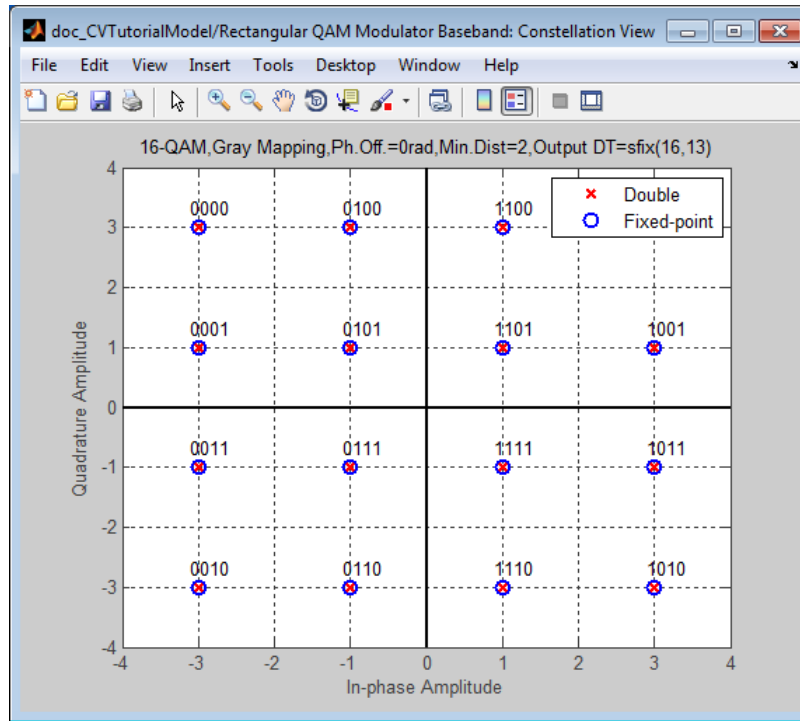 doc_CVTutorialModel/Rectangular QAM Modulator Baseband: Constellation View
File Edit View Insert Tools Desktop Window Help
16-QAM,Gray Mapping,Ph.Off.=0rad,Min.Dist=2,Output DT=sfix(16,13)
Double
Fixed-point
4
0000 0100 1100
3
2
0001 0101 1101 1001
1
0
0011 0111 1111 1011
-1
-2
0010 0110 1110 1010
-3
-4
-4 -3 -2 -1 0 1 2 3 4
Quadrature Amplitude
In-phase Amplitude